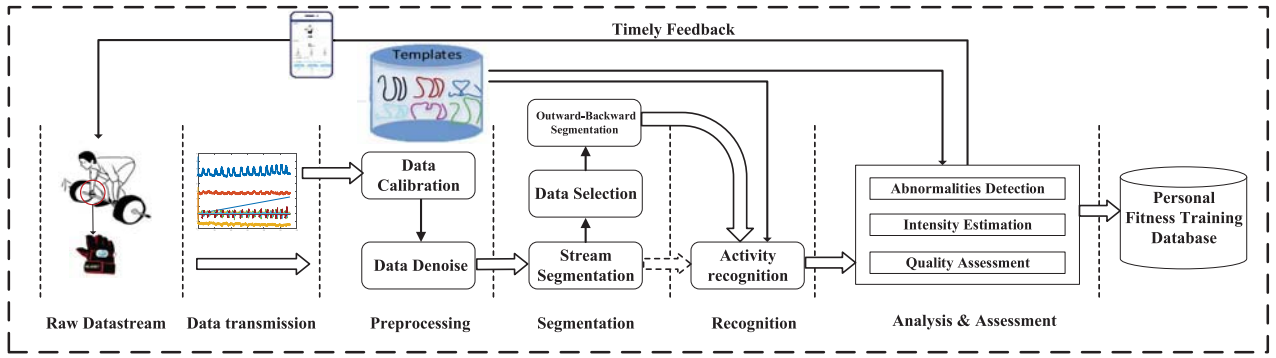 Timely Feedback
Templates
Outward-Backward
Segmentation
Data
Calibration
Data Selection
Data Denoise
Stream
Segmentation
Activity
recognition
Abnormalities Detection
Intensity Estimation
Quality Assessment
Personal
Fitness Training
Database
Raw Datastream
Data transmission
Preprocessing
Segmentation
Recognition
Analysis & Assessment